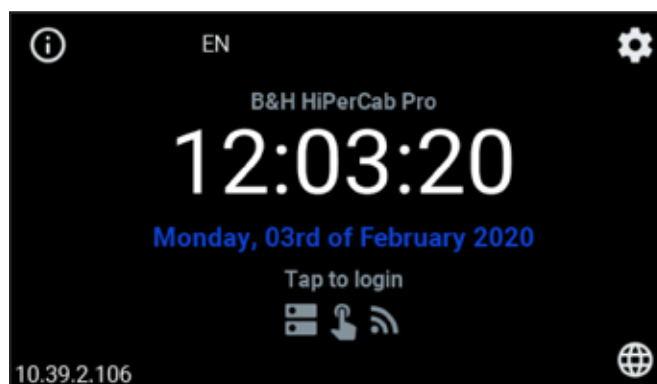 EN
B&H HiPerCab Pro
12:03:20
Monday, 03rd of February 2020
Tap to login
10.39.2.106